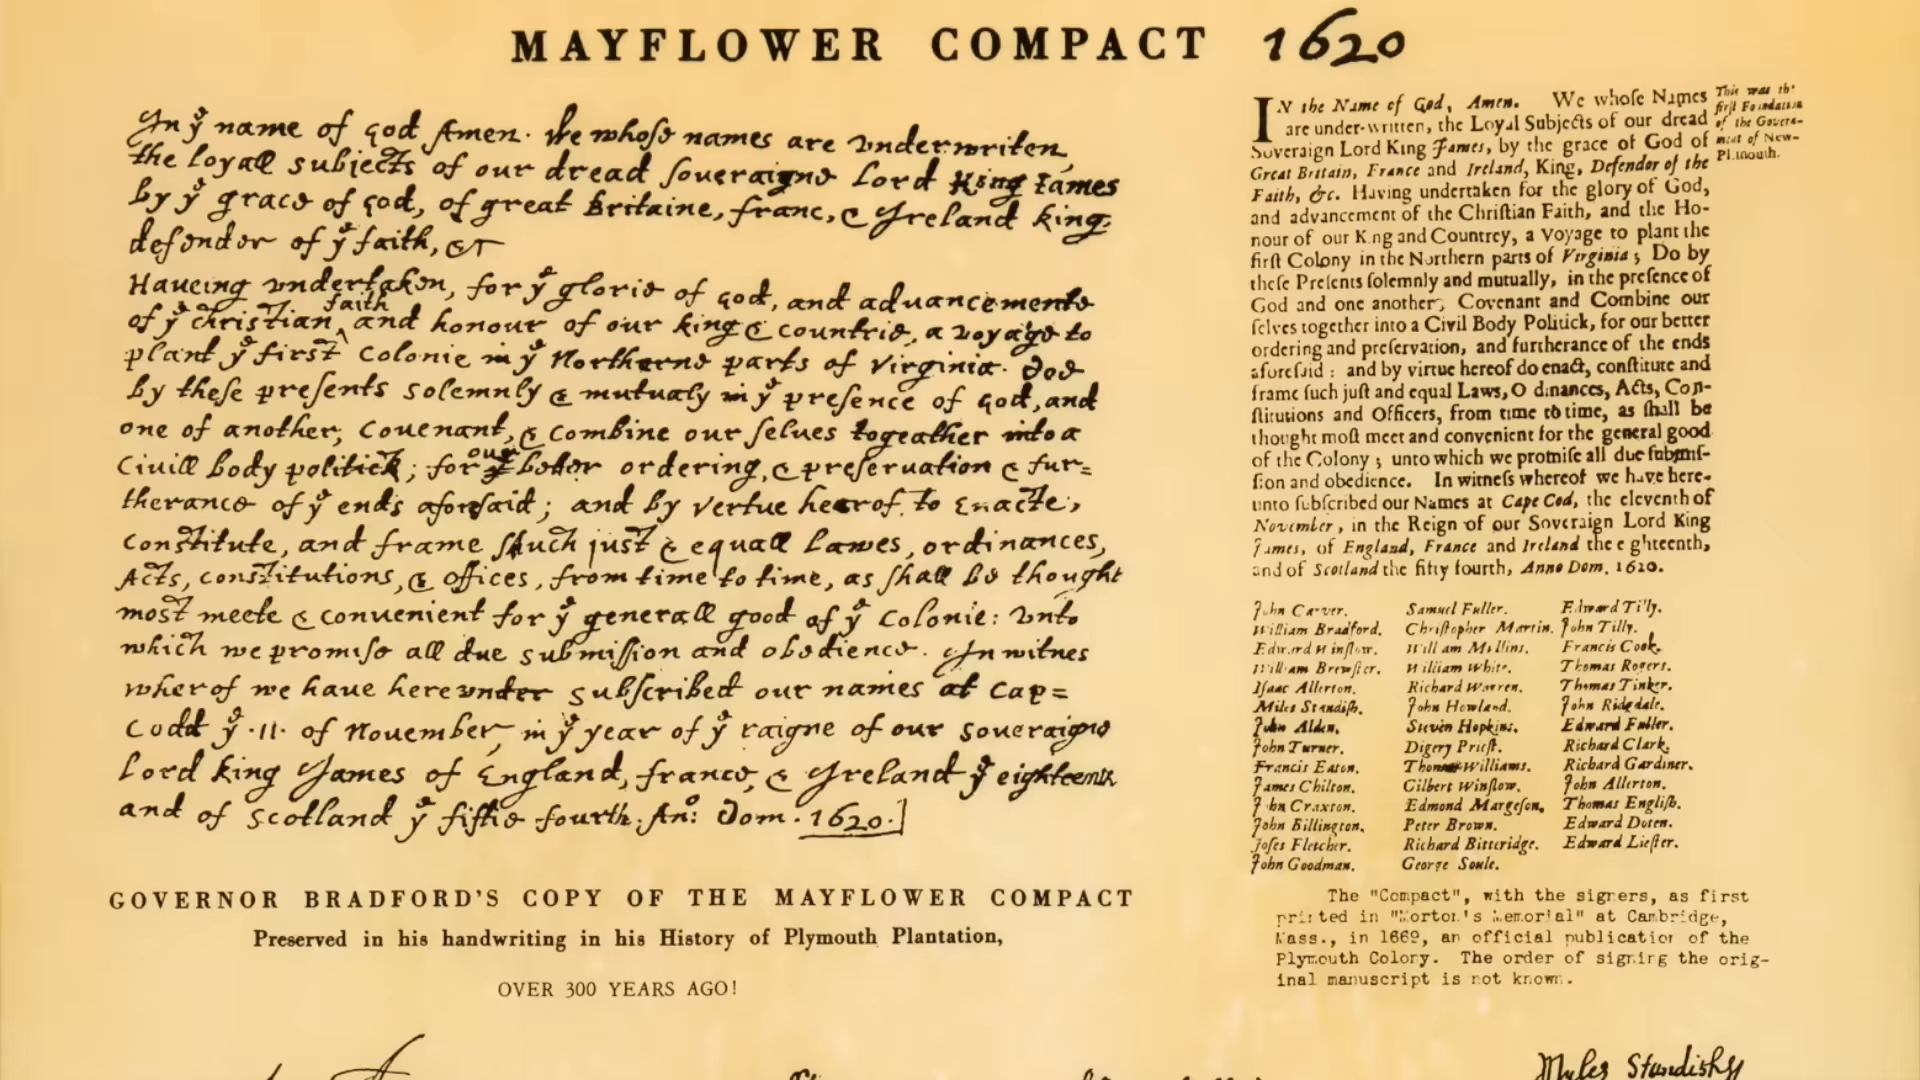 MAYFLOWER COMPACT 1620
In yͤ name of god Amen. We whose names are vnderwriten,
the loyall subjects of our dread soueraigne Lord King Iames
by yͤ grace of god, of great Britaine, franc, & Ireland king,
defender of yͤ faith, &c
Haueing vndertaken, for yͤ glorie of god, and advancemente
of yͤ christian faith and honour of our king & countrie, a voyage to
plant yͤ first colonie in yͤ Northerne parts of Virginia. doe
by these presents solemnly & mutualy in yͤ presence of god, and
one of another, couenant, & combine our selues togeather into a
Ciuill body politick; for our better ordering, & preseruation & fur=
therance of yͤ ends aforesaid; and by vertue hearof, to Enacte,
constitute, and frame shuch just & equall Lawes, ordinances,
Acts, constitutions, & offices, from time to time, as shall be thought
most meete & convenient for yͤ generall good of yͤ Colonie: vnto
which we promise all due submission and obedience. In witnes
wherof we haue hereunder subscribed our names at Cap=
Codd yͤ .11. of November, in yͤ year of yͤ raigne of our soueraigne
Lord king James of England, france, & Ireland yͤ eighteenth
and of Scotland yͤ fiftie fourth. An: Dom. 1620.]
GOVERNOR BRADFORD'S COPY OF THE MAYFLOWER COMPACT
Preserved in his handwriting in his History of Plymouth Plantation,
OVER 300 YEARS AGO!
IN the Name of God, Amen. We whoſe Names
are under-written, the Loyal Subjects of our dread
Soveraign Lord King James, by the grace of God of
Great Britain, France and Ireland, King, Defender of the
Faith, &c. Having undertaken for the glory of God,
and advancement of the Chriſtian Faith, and the Ho-
nour of our King and Countrey, a Voyage to plant the
firſt Colony in the Northern parts of Virginia; Do by
theſe Preſents ſolemnly and mutually, in the preſence of
God and one another, Covenant and Combine our
ſelves together into a Civil Body Politick, for our better
ordering and preſervation, and furtherance of the ends
aforeſaid: and by virtue hereof do enact, conſtitute and
frame ſuch juſt and equal Laws, Ordinances, Acts, Con-
ſtitutions and Officers, from time to time, as ſhall be
thought moſt meet and convenient for the general good
of the Colony; unto which we promiſe all due ſubmiſ-
ſion and obedience. In witneſs whereof we have here-
unto ſubſcribed our Names at Cape Cod, the eleventh of
November, in the Reign of our Soveraign Lord King
James, of England, France and Ireland the eighteenth,
and of Scotland the fifty fourth, Anno Dom. 1620.
This was the
firſt Foundation
of the Govern-
ment of New-
Plimouth.
John Carver. Samuel Fuller. Edward Tilly.
William Bradford. Chriſtopher Martin. John Tilly.
Edward Winſlow. William Mullins. Francis Cook.
William Brewſter. William White. Thomas Rogers.
Iſaac Allerton. Richard Warren. Thomas Tinker.
Miles Standiſh. John Howland. John Ridgdale.
John Alden. Steven Hopkins. Edward Fuller.
John Turner. Digery Prieſt. Richard Clark.
Francis Eaton. Thomas Williams. Richard Gardiner.
James Chilton. Gilbert Winſlow. John Allerton.
John Craxton. Edmond Margeſon. Thomas Engliſh.
John Billington. Peter Brown. Edward Doten.
Joſes Fletcher. Richard Bitteridge. Edward Lieſter.
John Goodman. George Soule.
The "Compact", with the signers, as first
printed in "Morton's Memorial" at Cambridge,
Mass., in 1669, an official publication of the
Plymouth Colony. The order of signing the orig-
inal manuscript is not known.
Myles Standish